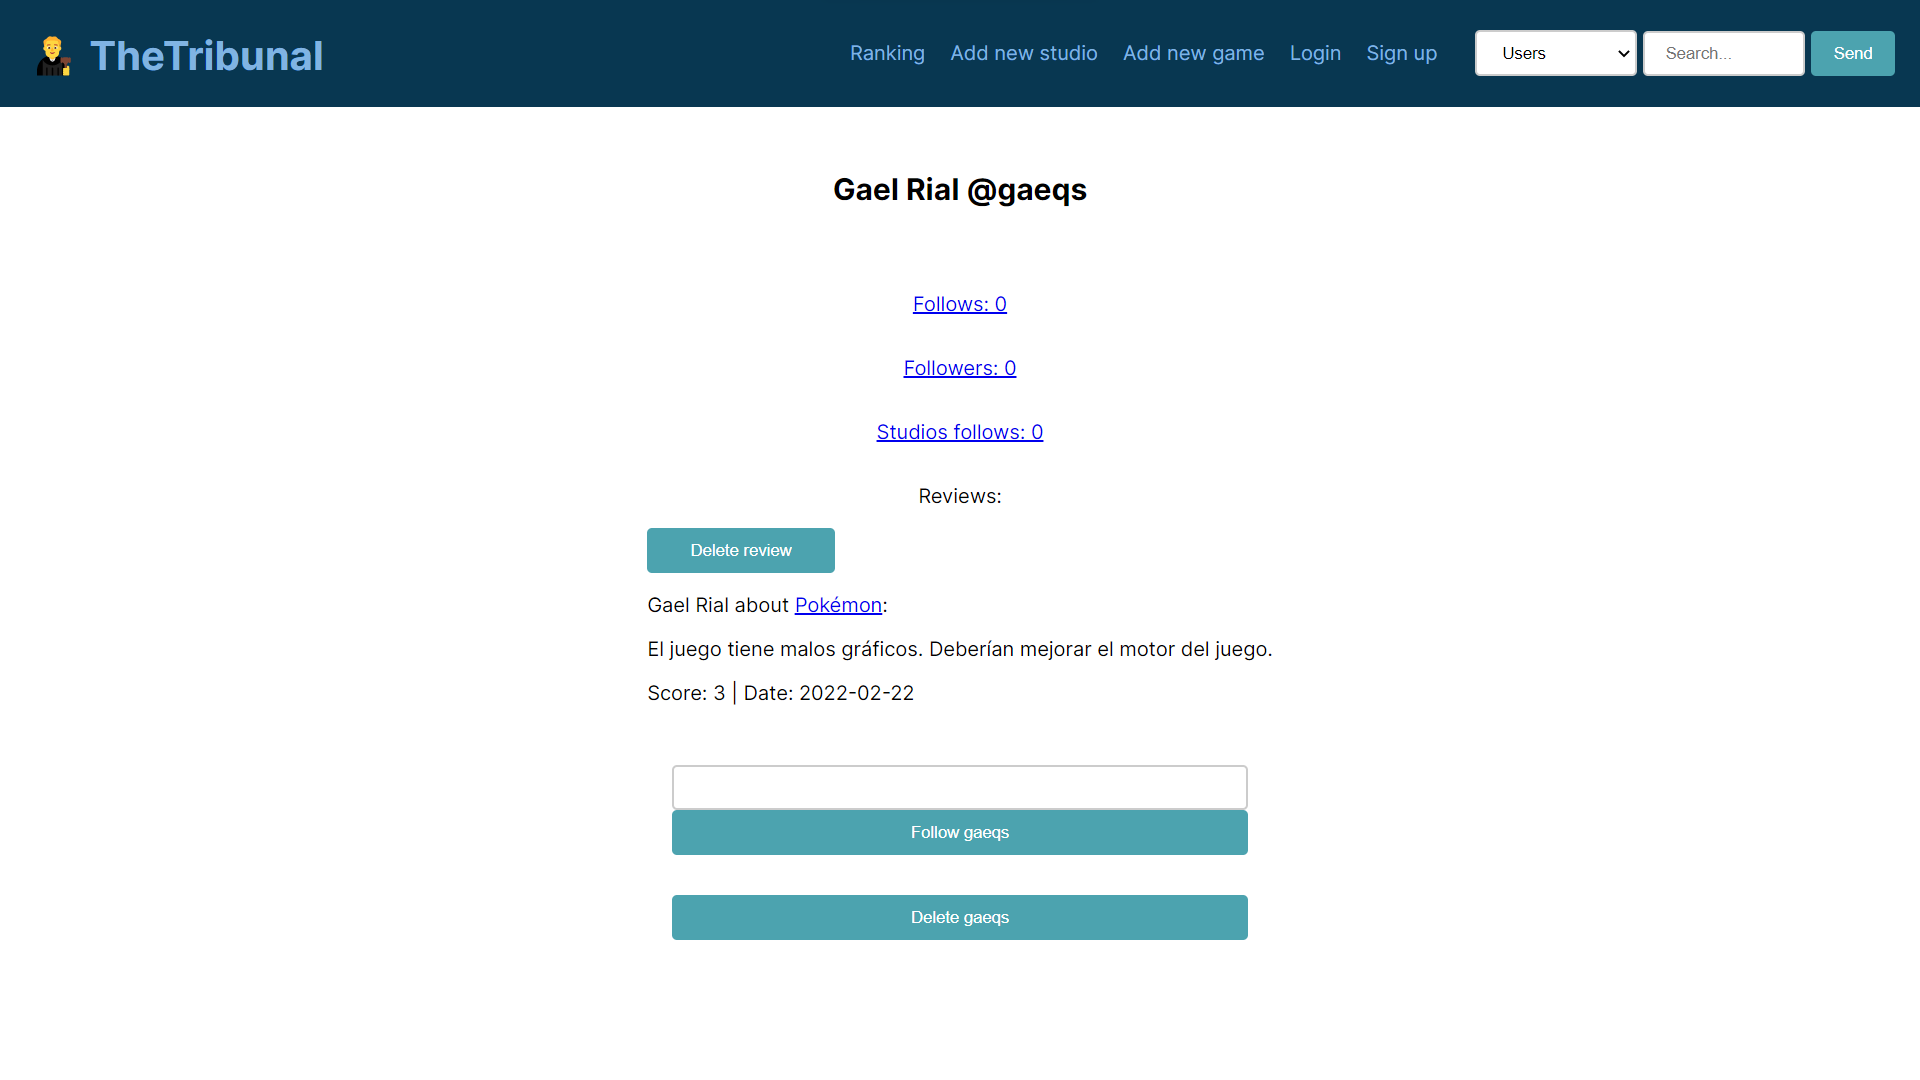 TheTribunal
Ranking Add new studio Add new game Login Sign up Users Search... Send
Gael Rial @gaeqs
Follows: 0
Followers: 0
Studios follows: 0
Reviews:
Delete review
Gael Rial about Pokémon:
El juego tiene malos gráficos. Deberían mejorar el motor del juego.
Score: 3 | Date: 2022-02-22
Follow gaeqs
Delete gaeqs